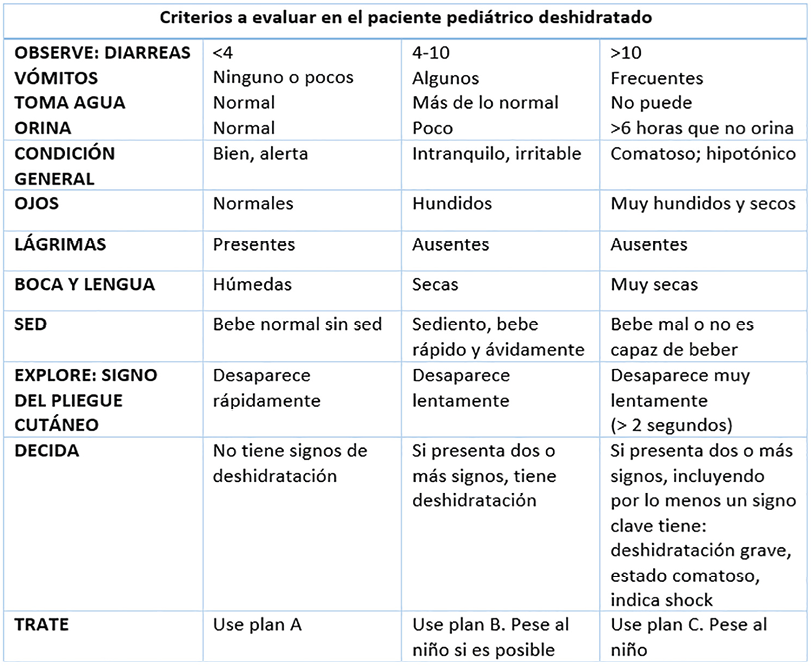 Criterios a evaluar en el paciente pediátrico deshidratado
OBSERVE: DIARREAS <4 4-10 >10
VÓMITOS Ninguno o pocos Algunos Frecuentes
TOMA AGUA Normal Más de lo normal No puede
ORINA Normal Poco >6 horas que no orina
CONDICIÓN Bien, alerta Intranquilo, irritable Comatoso; hipotónico
GENERAL
OJOS Normales Hundidos Muy hundidos y secos
LÁGRIMAS Presentes Ausentes Ausentes
BOCA Y LENGUA Húmedas Secas Muy secas
SED Bebe normal sin sed Sediento, bebe Bebe mal o no es
rápido y ávidamente capaz de beber
EXPLORE: SIGNO Desaparece Desaparece Desaparece muy
DEL PLIEGUE rápidamente lentamente lentamente
CUTÁNEO (> 2 segundos)
DECIDA No tiene signos de Si presenta dos o Si presenta dos o más
deshidratación más signos, tiene signos, incluyendo
deshidratación por lo menos un signo
clave tiene:
deshidratación grave,
estado comatoso,
indica shock
TRATE Use plan A Use plan B. Pese al Use plan C. Pese al
niño si es posible niño